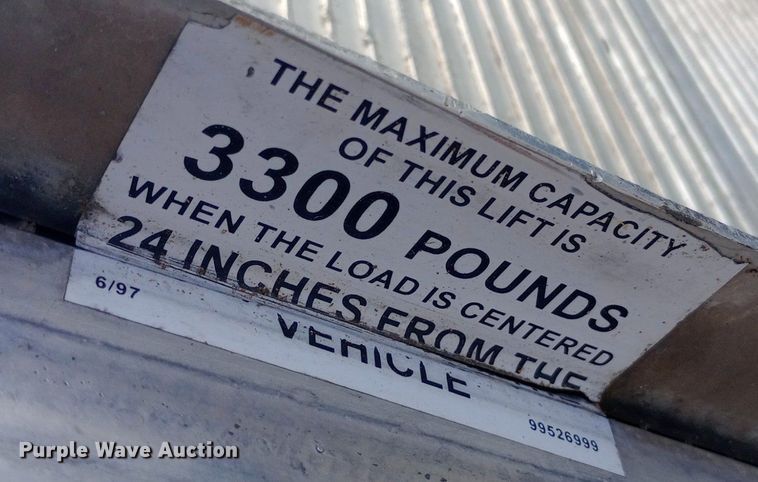 THE MAXIMUM CAPACITY
OF THIS LIFT IS
3300 POUNDS
WHEN THE LOAD IS CENTERED
24 INCHES FROM THE
VEHICLE
6/97
99526999
Purple Wave Auction